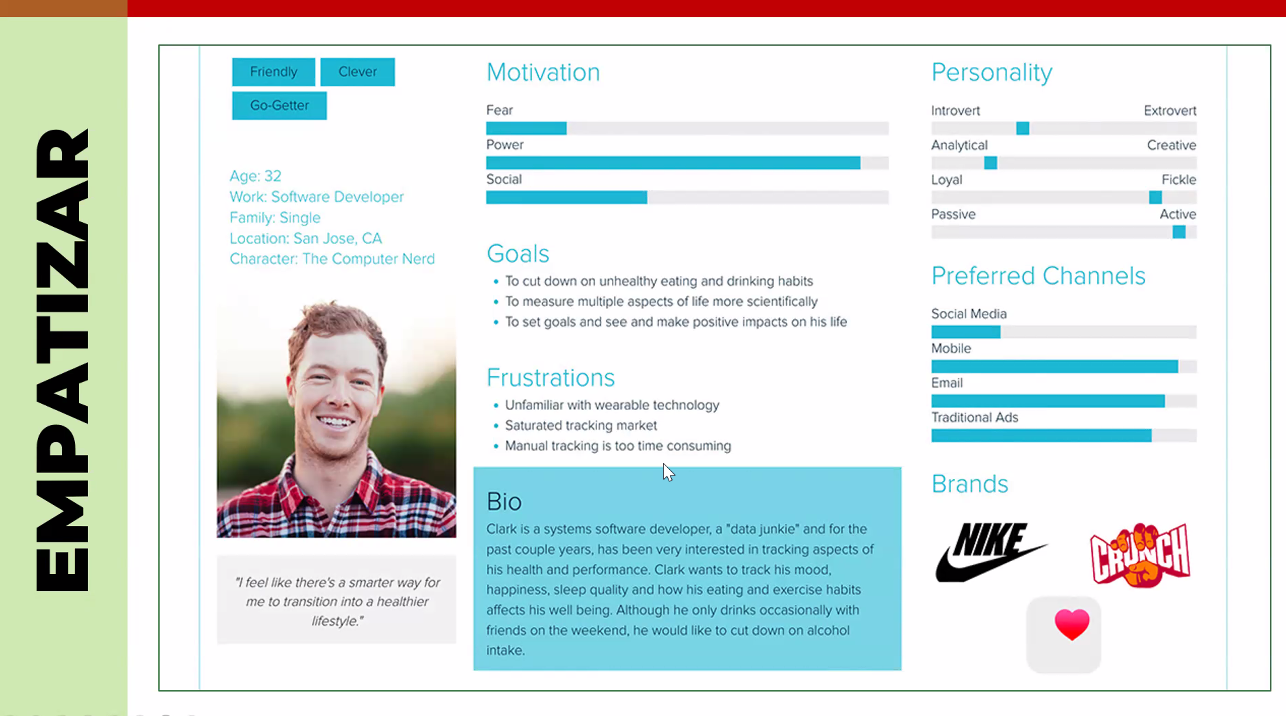 EMPATIZAR
Friendly
Clever
Go-Getter
Age: 32
Work: Software Developer
Family: Single
Location: San Jose, CA
Character: The Computer Nerd
"I feel like there's a smarter way for
me to transition into a healthier
lifestyle."
Motivation
Fear
Power
Social
Goals
• To cut down on unhealthy eating and drinking habits
• To measure multiple aspects of life more scientifically
• To set goals and see and make positive impacts on his life
Frustrations
• Unfamiliar with wearable technology
• Saturated tracking market
• Manual tracking is too time consuming
Bio
Clark is a systems software developer, a "data junkie" and for the
past couple years, has been very interested in tracking aspects of
his health and performance. Clark wants to track his mood,
happiness, sleep quality and how his eating and exercise habits
affects his well being. Although he only drinks occasionally with
friends on the weekend, he would like to cut down on alcohol
intake.
Personality
Introvert Extrovert
Analytical Creative
Loyal Fickle
Passive Active
Preferred Channels
Social Media
Mobile
Email
Traditional Ads
Brands
NIKE
CRUNCH